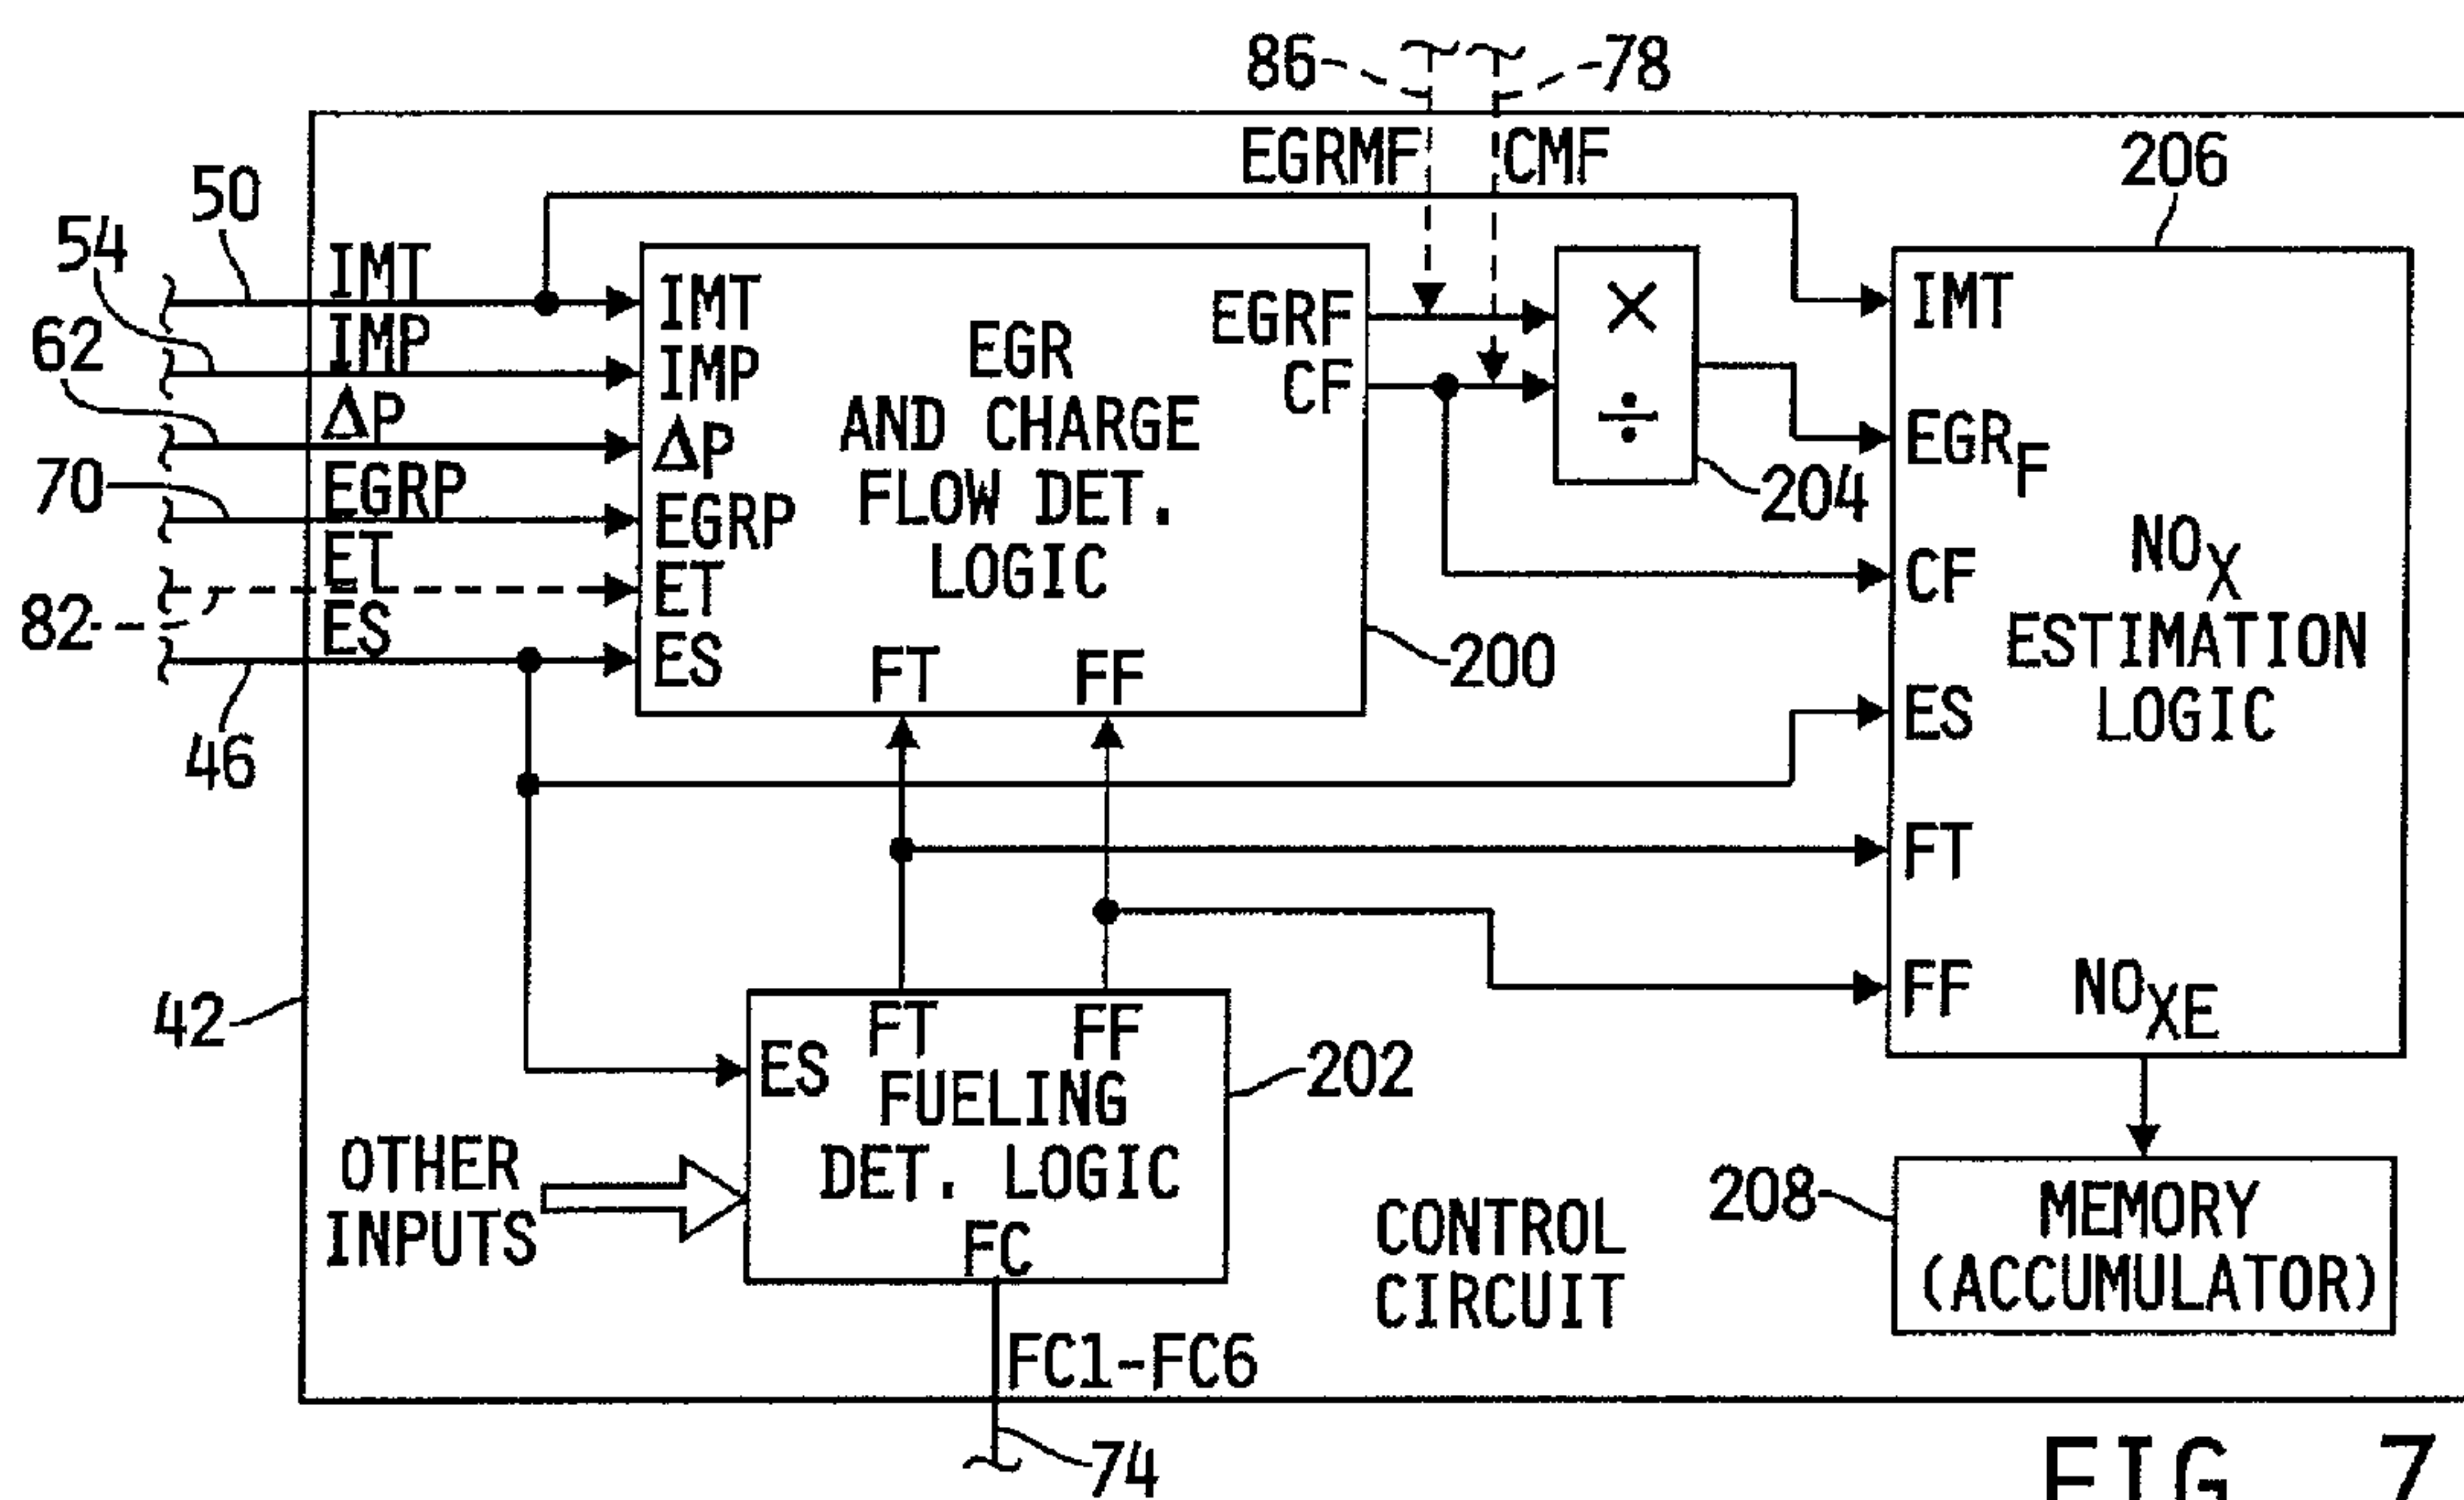 86
78
EGRMF
CMF
206
50
54
IMT
62
IMP
ΔP
70
EGRP
ET
82
ES
46
IMT
IMP
ΔP
EGRP
ET
ES
EGR
AND CHARGE
FLOW DET.
LOGIC
EGRF
CF
FT
FF
200
×
÷
204
IMT
EGRF
CF
ES
FT
FF
NOX
ESTIMATION
LOGIC
NOXE
42
FT
FF
ES
FUELING
DET. LOGIC
FC
202
OTHER
INPUTS
CONTROL
CIRCUIT
208
MEMORY
(ACCUMULATOR)
FC1-FC6
74
FIG. 7